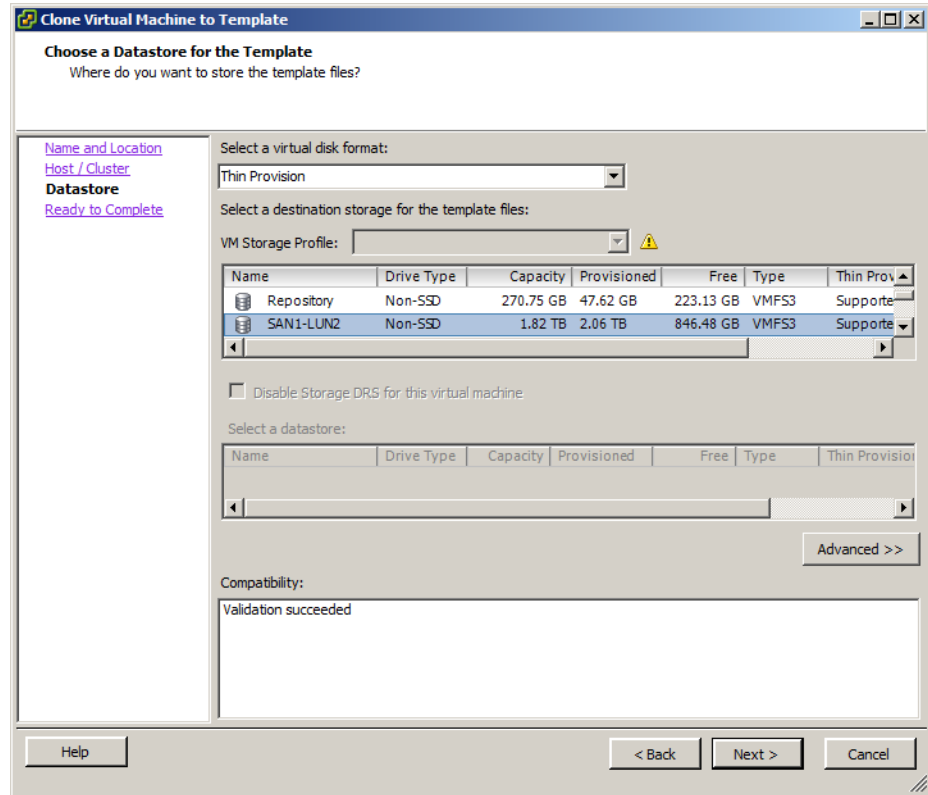 Clone Virtual Machine to Template
Choose a Datastore for the Template
Where do you want to store the template files?
Name and Location
Host / Cluster
Datastore
Ready to Complete
Select a virtual disk format:
Thin Provision
Select a destination storage for the template files:
VM Storage Profile:
Name Drive Type Capacity Provisioned Free Type Thin Prov
Repository Non-SSD 270.75 GB 47.62 GB 223.13 GB VMFS3 Supporte
SAN1-LUN2 Non-SSD 1.82 TB 2.06 TB 846.48 GB VMFS3 Supporte
Disable Storage DRS for this virtual machine
Select a datastore:
Name Drive Type Capacity Provisioned Free Type Thin Provision
Advanced >>
Compatibility:
Validation succeeded
Help < Back Next > Cancel